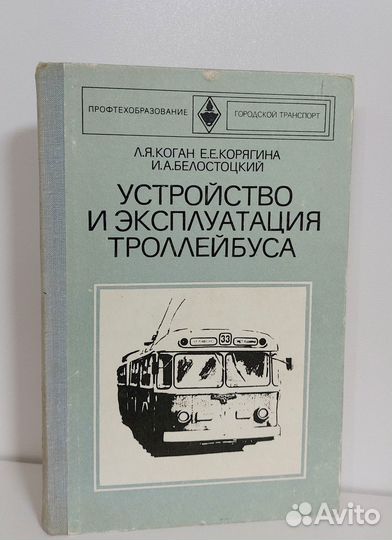 ПРОФТЕХОБРАЗОВАНИЕ ГОРОДСКОЙ ТРАНСПОРТ
Л.Я.КОГАН Е.Е.КОРЯГИНА
И.А.БЕЛОСТОЦКИЙ
УСТРОЙСТВО
И ЭКСПЛУАТАЦИЯ
ТРОЛЛЕЙБУСА
33
Avito